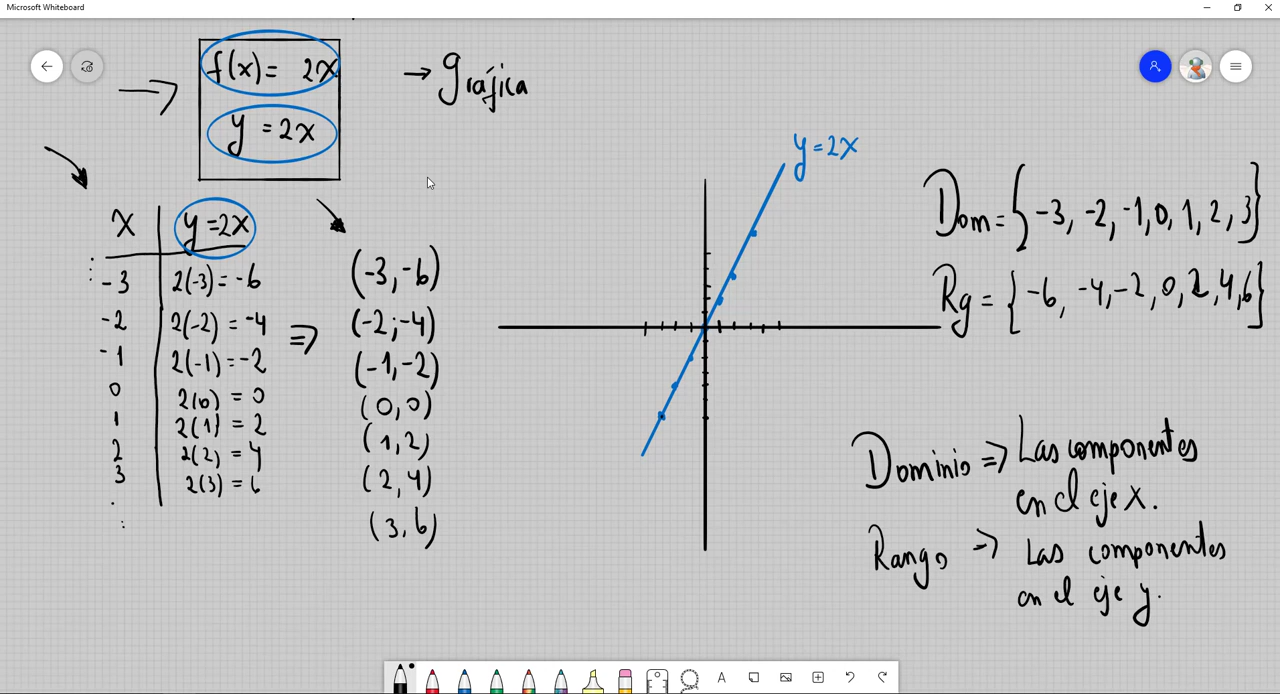 Microsoft Whiteboard
f(x) = 2x
y = 2x
→ Gráfica
x | y = 2x
-3 | 2(-3) = -6
-2 | 2(-2) = -4
-1 | 2(-1) = -2
0 | 2(0) = 0
1 | 2(1) = 2
2 | 2(2) = 4
3 | 2(3) = 6
⇒
(-3, -6)
(-2; -4)
(-1, -2)
(0, 0)
(1, 2)
(2, 4)
(3, 6)
y = 2x
Dom = {-3, -2, -1, 0, 1, 2, 3}
Rg = {-6, -4, -2, 0, 2, 4, 6}
Dominio ⇒ Las componentes
en el eje x.
Rango ⇒ Las componentes
en el eje y.
A